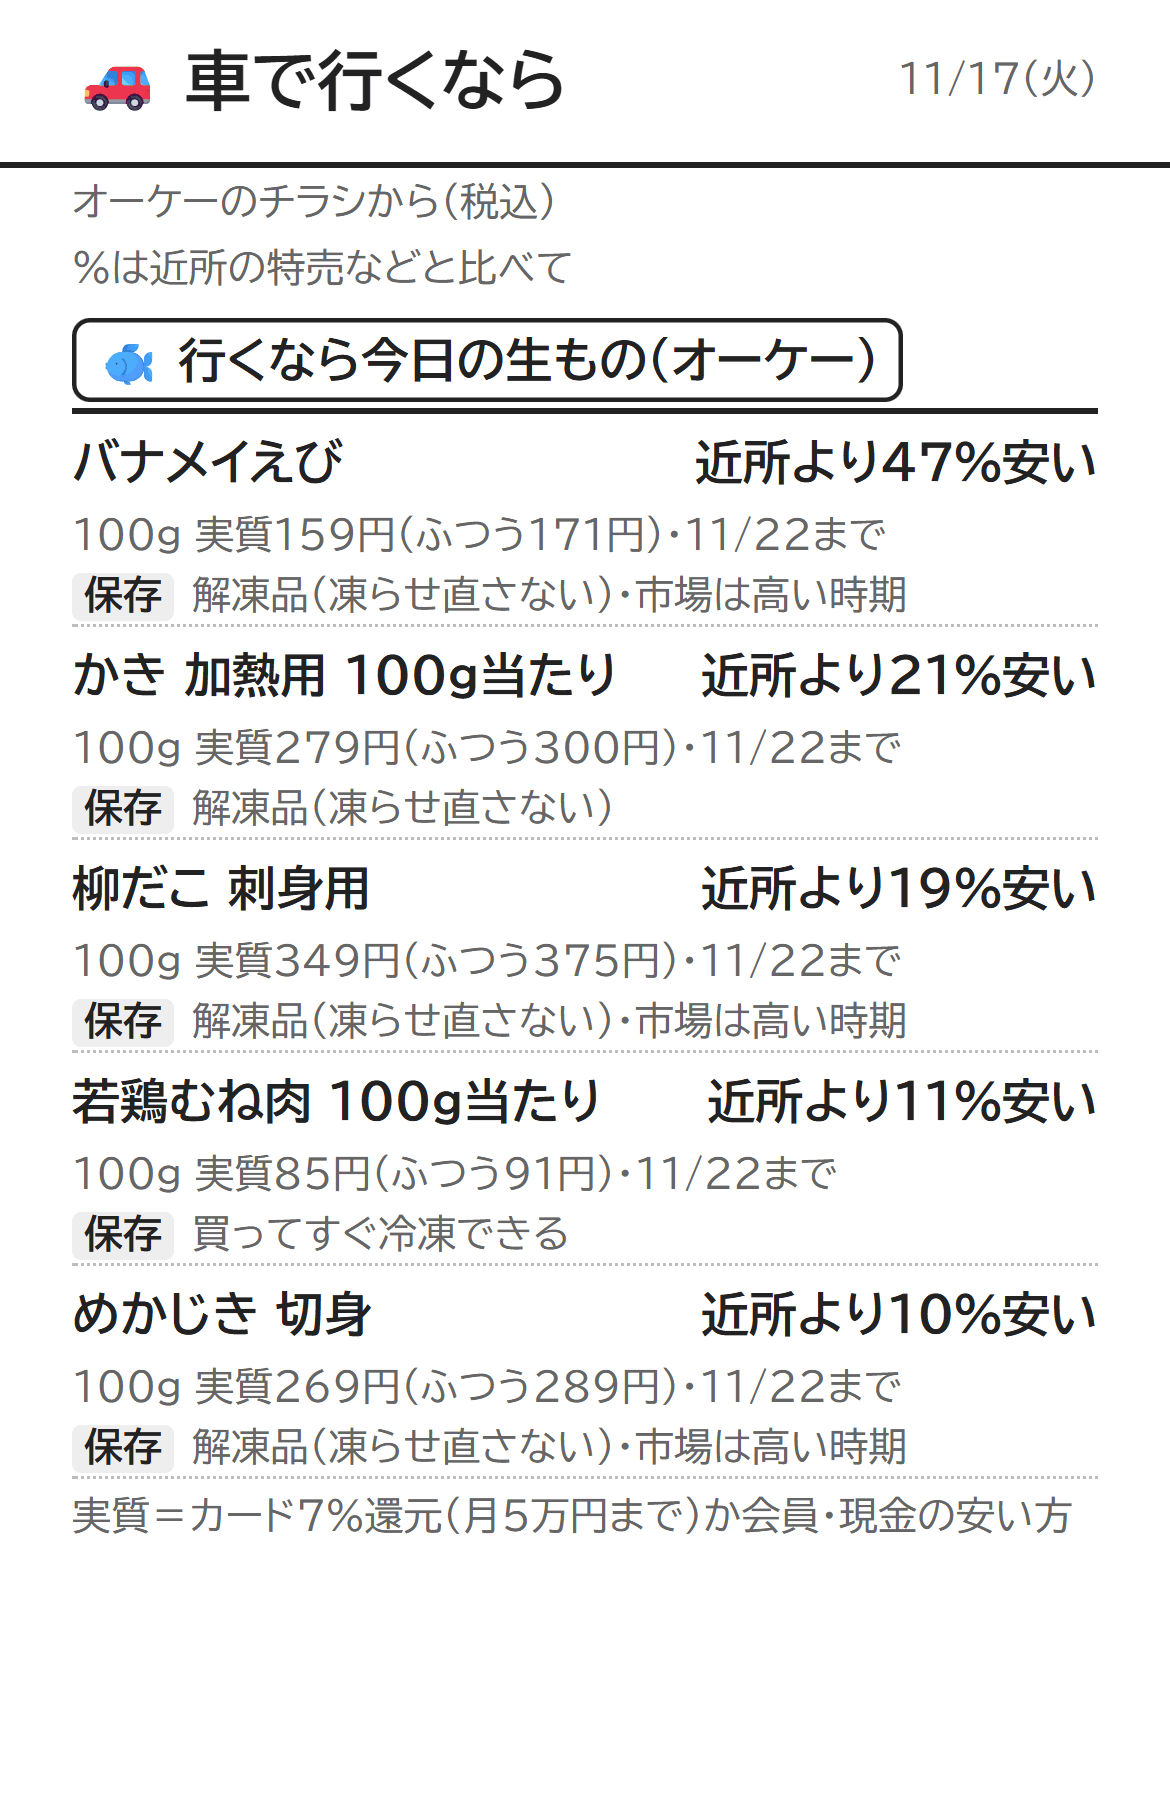 車で行くなら
11/17(火)
オーケーのチラシから(税込)
%は近所の特売などと比べて
行くなら今日の生もの(オーケー)
バナメイえび 近所より47%安い
100g 実質159円(ふつう171円)・11/22まで
保存 解凍品(凍らせ直さない)・市場は高い時期
かき 加熱用 100g当たり 近所より21%安い
100g 実質279円(ふつう300円)・11/22まで
保存 解凍品(凍らせ直さない)
柳だこ 刺身用 近所より19%安い
100g 実質349円(ふつう375円)・11/22まで
保存 解凍品(凍らせ直さない)・市場は高い時期
若鶏むね肉 100g当たり 近所より11%安い
100g 実質85円(ふつう91円)・11/22まで
保存 買ってすぐ冷凍できる
めかじき 切身 近所より10%安い
100g 実質269円(ふつう289円)・11/22まで
保存 解凍品(凍らせ直さない)・市場は高い時期
実質=カード7%還元(月5万円まで)か会員・現金の安い方